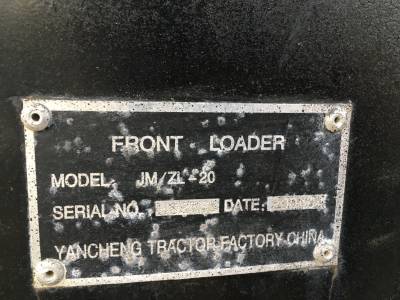 FRONT LOADER
MODEL. JM/ZL-20
SERIAL NO. DATE.
YANCHENG TRACTOR FACTORY CHINA